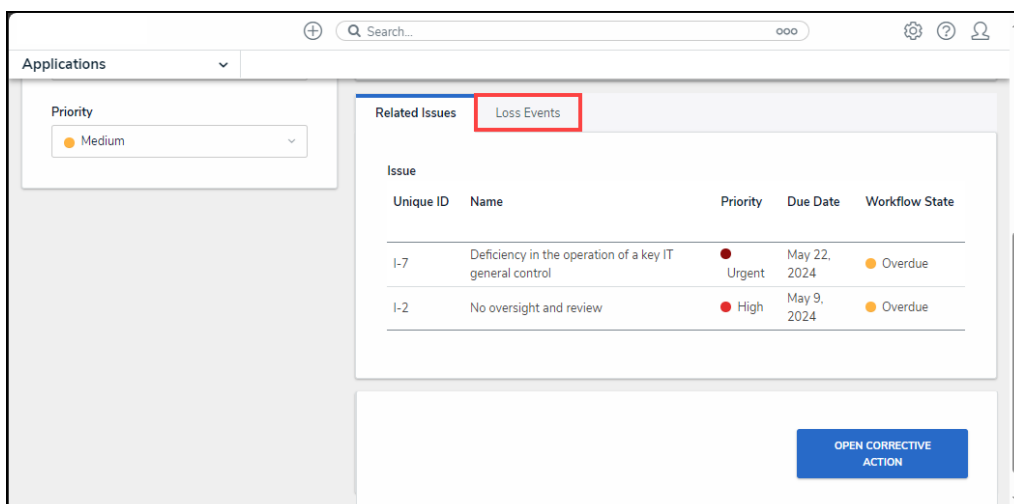 Search...
Applications
Priority
Medium
Related Issues Loss Events
Issue
Unique ID Name Priority Due Date Workflow State
I-7 Deficiency in the operation of a key IT general control Urgent May 22, 2024 Overdue
I-2 No oversight and review High May 9, 2024 Overdue
OPEN CORRECTIVE
ACTION